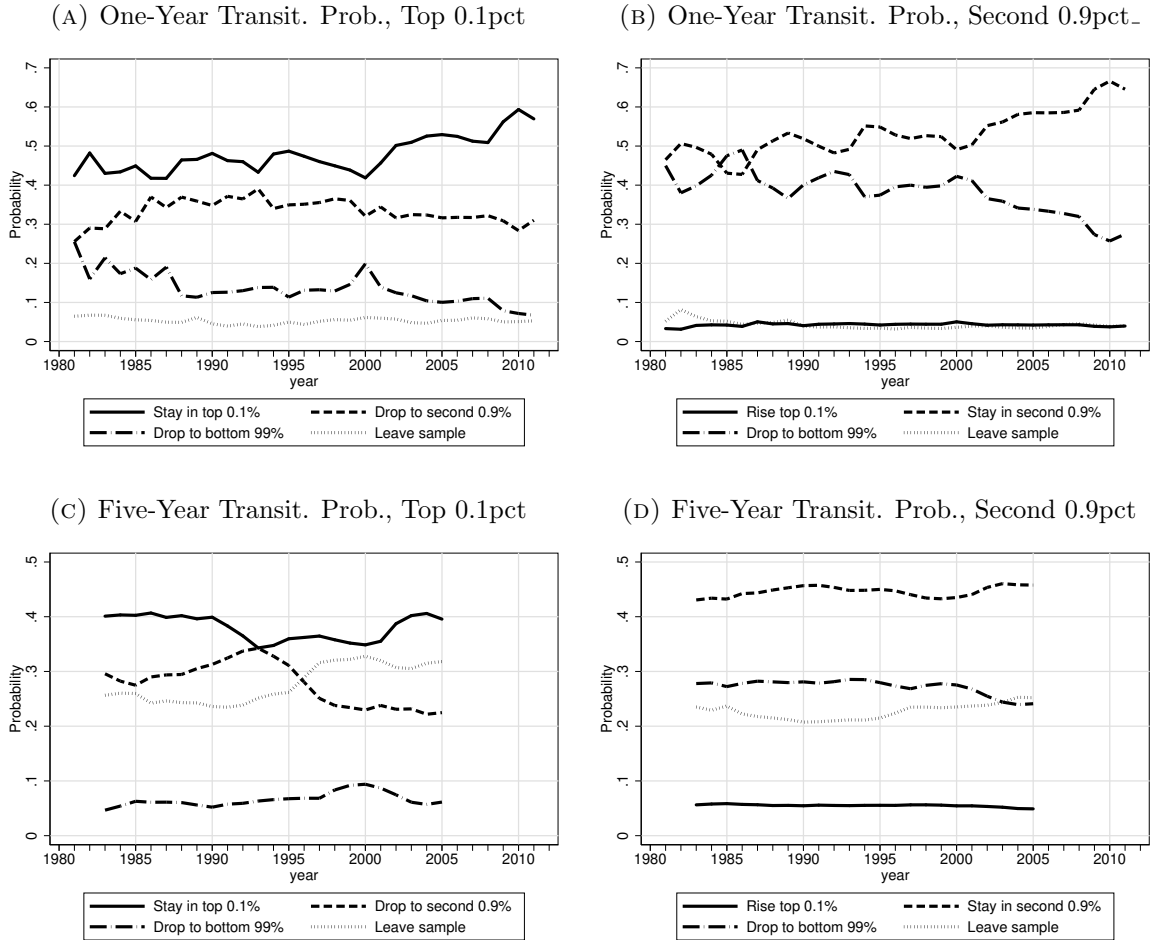 (A) One-Year Transit. Prob., Top 0.1pct
Probability
.7
.6
.5
.4
.3
.2
.1
0
1980 1985 1990 1995 2000 2005 2010
year
Stay in top 0.1% Drop to second 0.9%
Drop to bottom 99% Leave sample
(B) One-Year Transit. Prob., Second 0.9pct_
Probability
.7
.6
.5
.4
.3
.2
.1
0
1980 1985 1990 1995 2000 2005 2010
year
Rise top 0.1% Stay in second 0.9%
Drop to bottom 99% Leave sample
(C) Five-Year Transit. Prob., Top 0.1pct
Probability
.5
.4
.3
.2
.1
0
1980 1985 1990 1995 2000 2005 2010
year
Stay in top 0.1% Drop to second 0.9%
Drop to bottom 99% Leave sample
(D) Five-Year Transit. Prob., Second 0.9pct
Probability
.5
.4
.3
.2
.1
0
1980 1985 1990 1995 2000 2005 2010
year
Rise top 0.1% Stay in second 0.9%
Drop to bottom 99% Leave sample